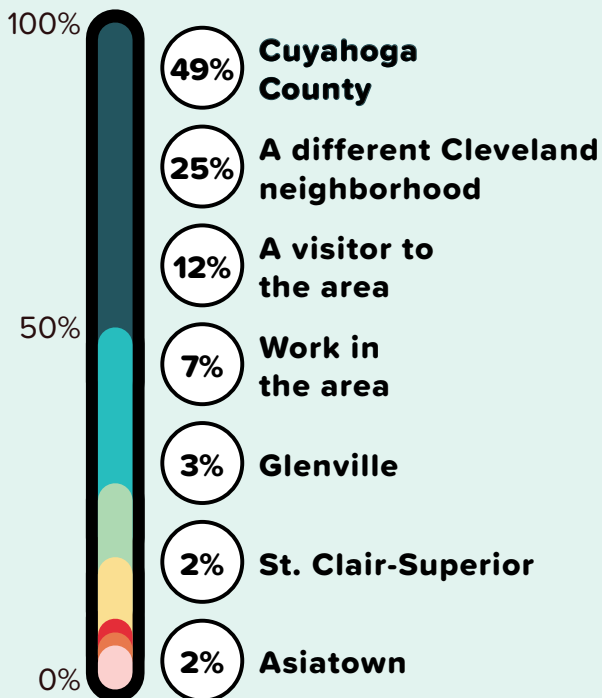 100%
49%
Cuyahoga
County
25%
A different Cleveland
neighborhood
12%
A visitor to
the area
50%
7%
Work in
the area
3%
Glenville
2%
St. Clair-Superior
2%
Asiatown
0%